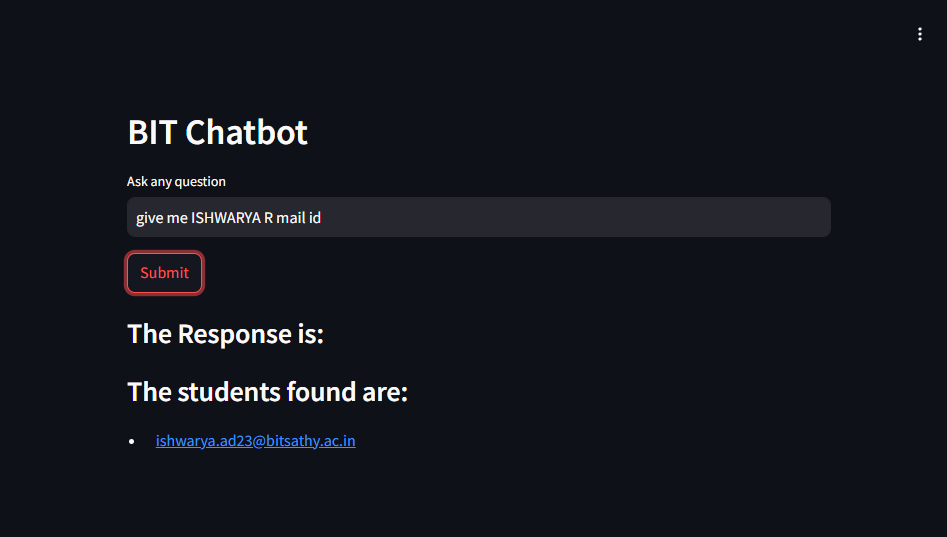 BIT Chatbot
Ask any question
give me ISHWARYA R mail id
Submit
The Response is:
The students found are:
ishwarya.ad23@bitsathy.ac.in